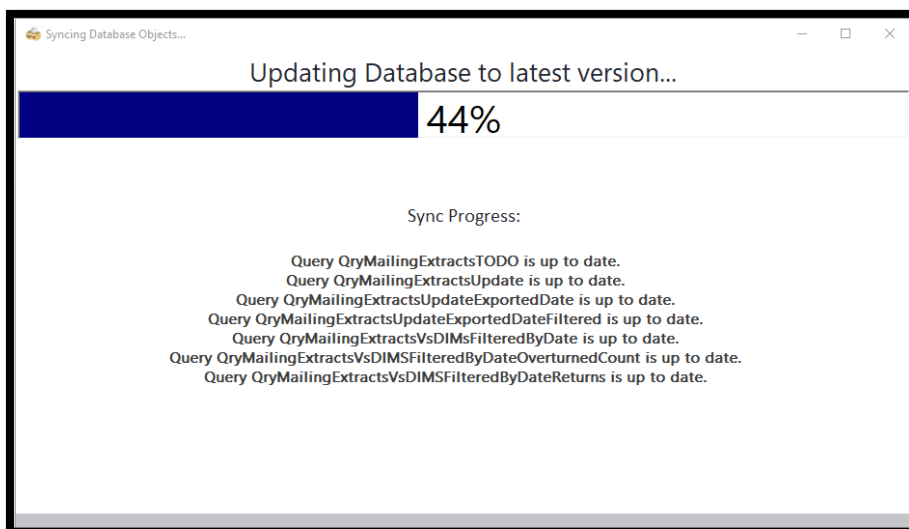 Syncing Database Objects...
Updating Database to latest version...
44%
Sync Progress:
Query QryMailingExtractsTODO is up to date.
Query QryMailingExtractsUpdate is up to date.
Query QryMailingExtractsUpdateExportedDate is up to date.
Query QryMailingExtractsUpdateExportedDateFiltered is up to date.
Query QryMailingExtractsVsDIMsFilteredByDate is up to date.
Query QryMailingExtractsVsDIMSFilteredByDateOverturnedCount is up to date.
Query QryMailingExtractsVsDIMSFilteredByDateReturns is up to date.